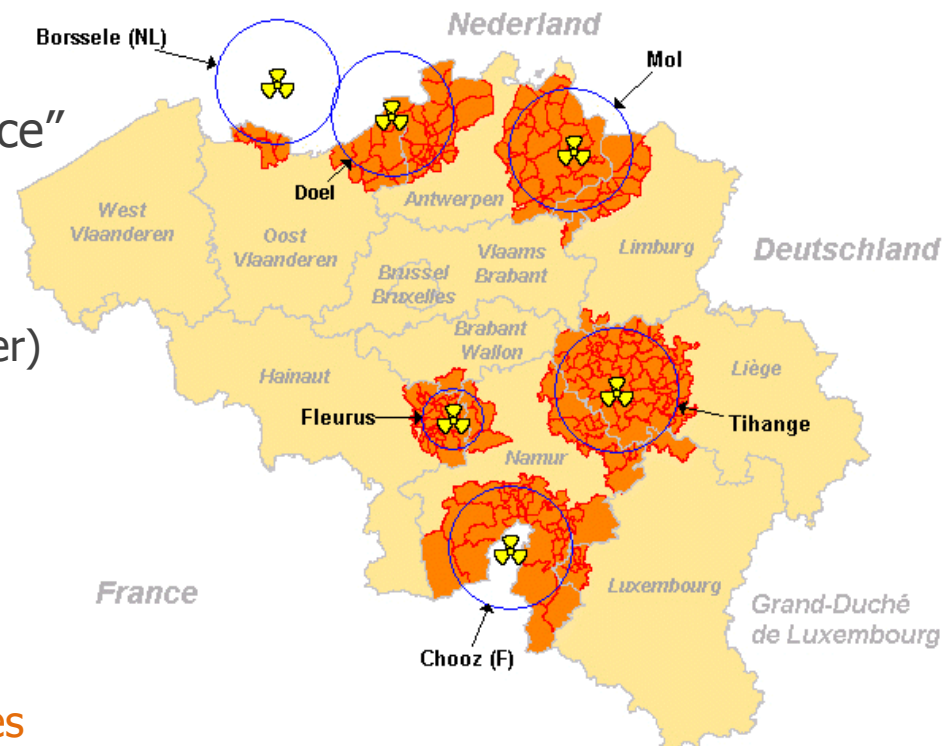 Nederland
Borssele (NL)
Mol
ce”
Doel
Antwerpen
West
Vlaanderen
Oost
Vlaanderen
Vlaams
Brabant
Limburg
Deutschland
Brüssel
Bruxelles
er)
Brabant
Wallon
Hainaut
Liège
Fleurus
Tihange
Namur
France
Luxembourg
Grand-Duché
de Luxembourg
Chooz (F)
es